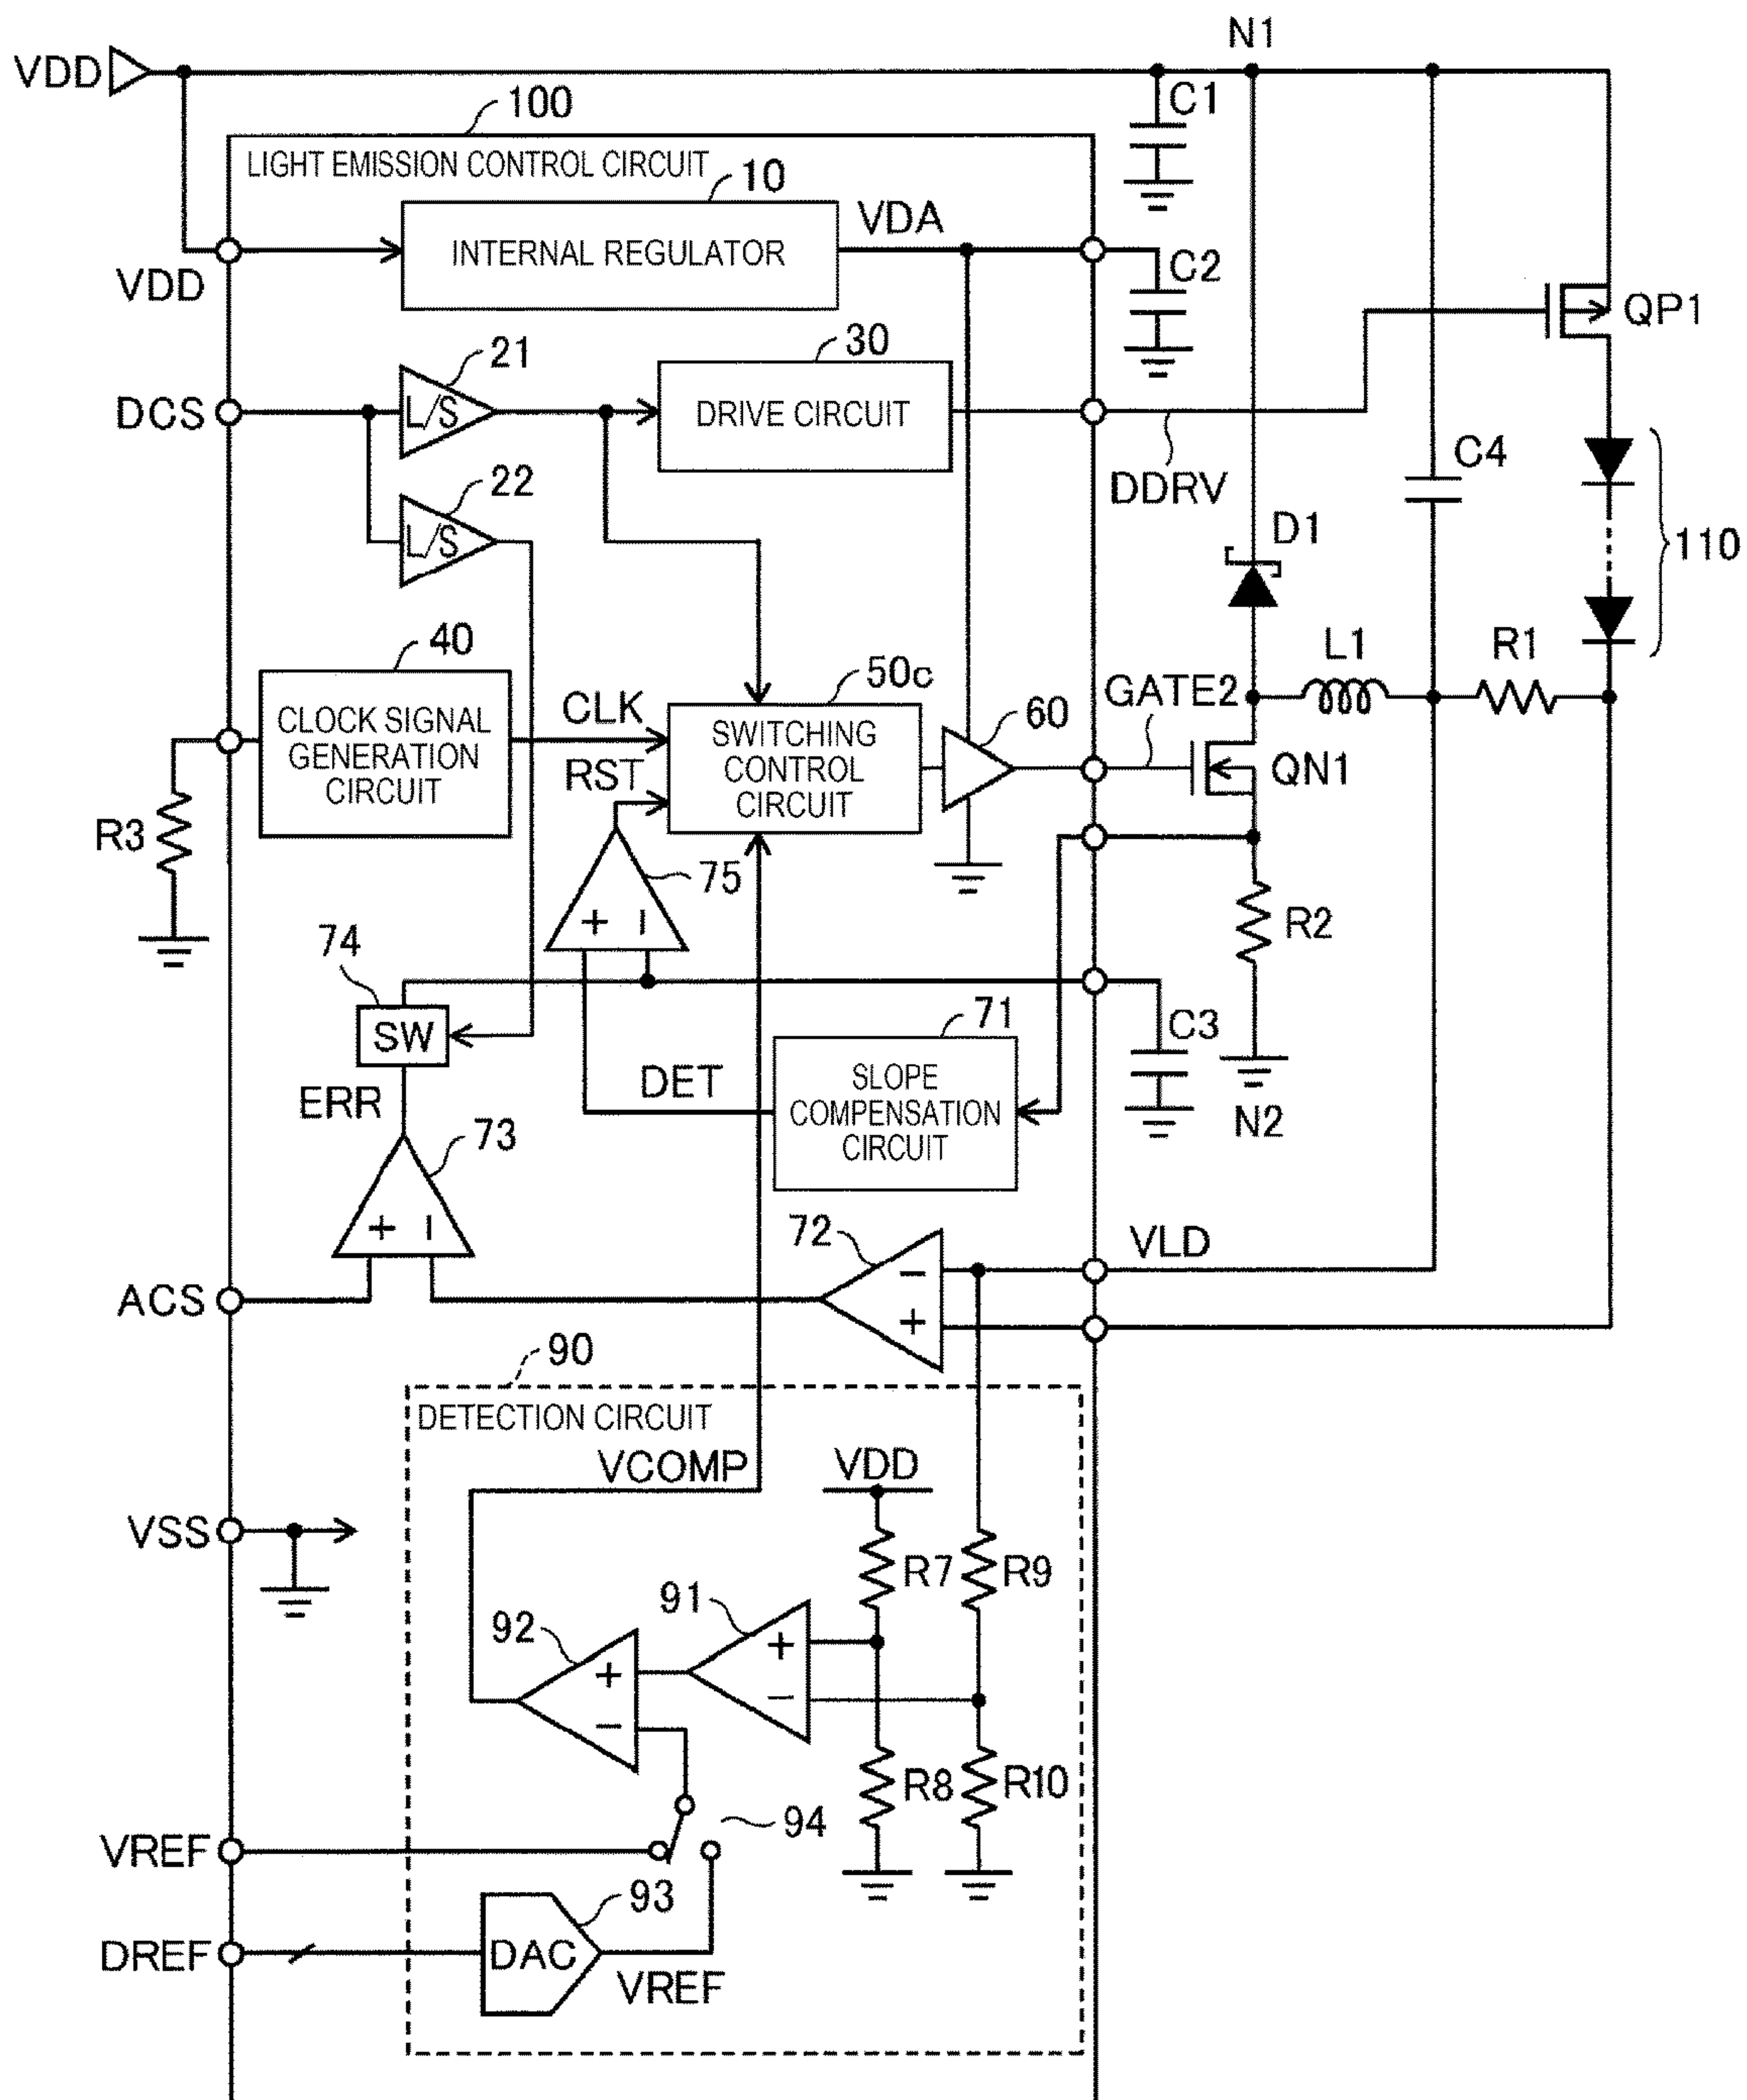 N1
VDD
100
C1
LIGHT EMISSION CONTROL CIRCUIT
10
VDA
INTERNAL REGULATOR
C2
VDD
QP1
21
30
DCS
L/S
DRIVE CIRCUIT
C4
22
DDRV
L/S
D1
110
40
L1
R1
50c
CLK
GATE2
60
CLOCK SIGNAL
GENERATION
CIRCUIT
SWITCHING
CONTROL
CIRCUIT
RST
QN1
R3
75
+
−
R2
74
SW
71
C3
DET
SLOPE
COMPENSATION
CIRCUIT
ERR
N2
73
+
−
72
VLD
−
ACS
+
90
DETECTION CIRCUIT
VCOMP
VDD
VSS
R7
R9
91
92
+
+
−
−
R8
R10
94
VREF
93
DREF
DAC
VREF